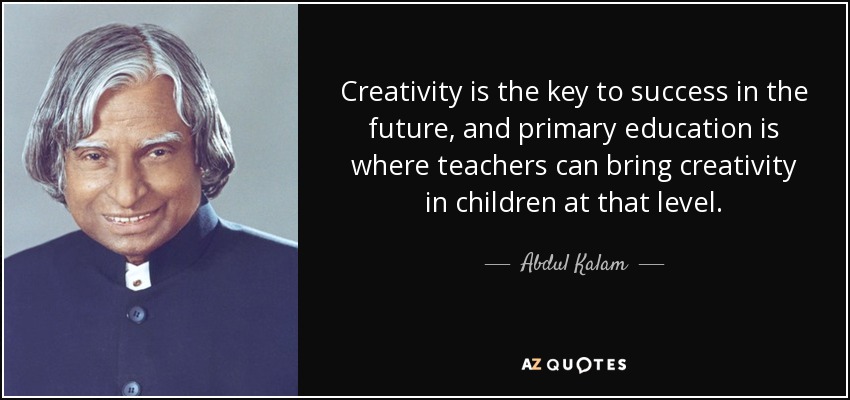 Creativity is the key to success in the
future, and primary education is
where teachers can bring creativity
in children at that level.
Abdul Kalam
AZ QUOTES